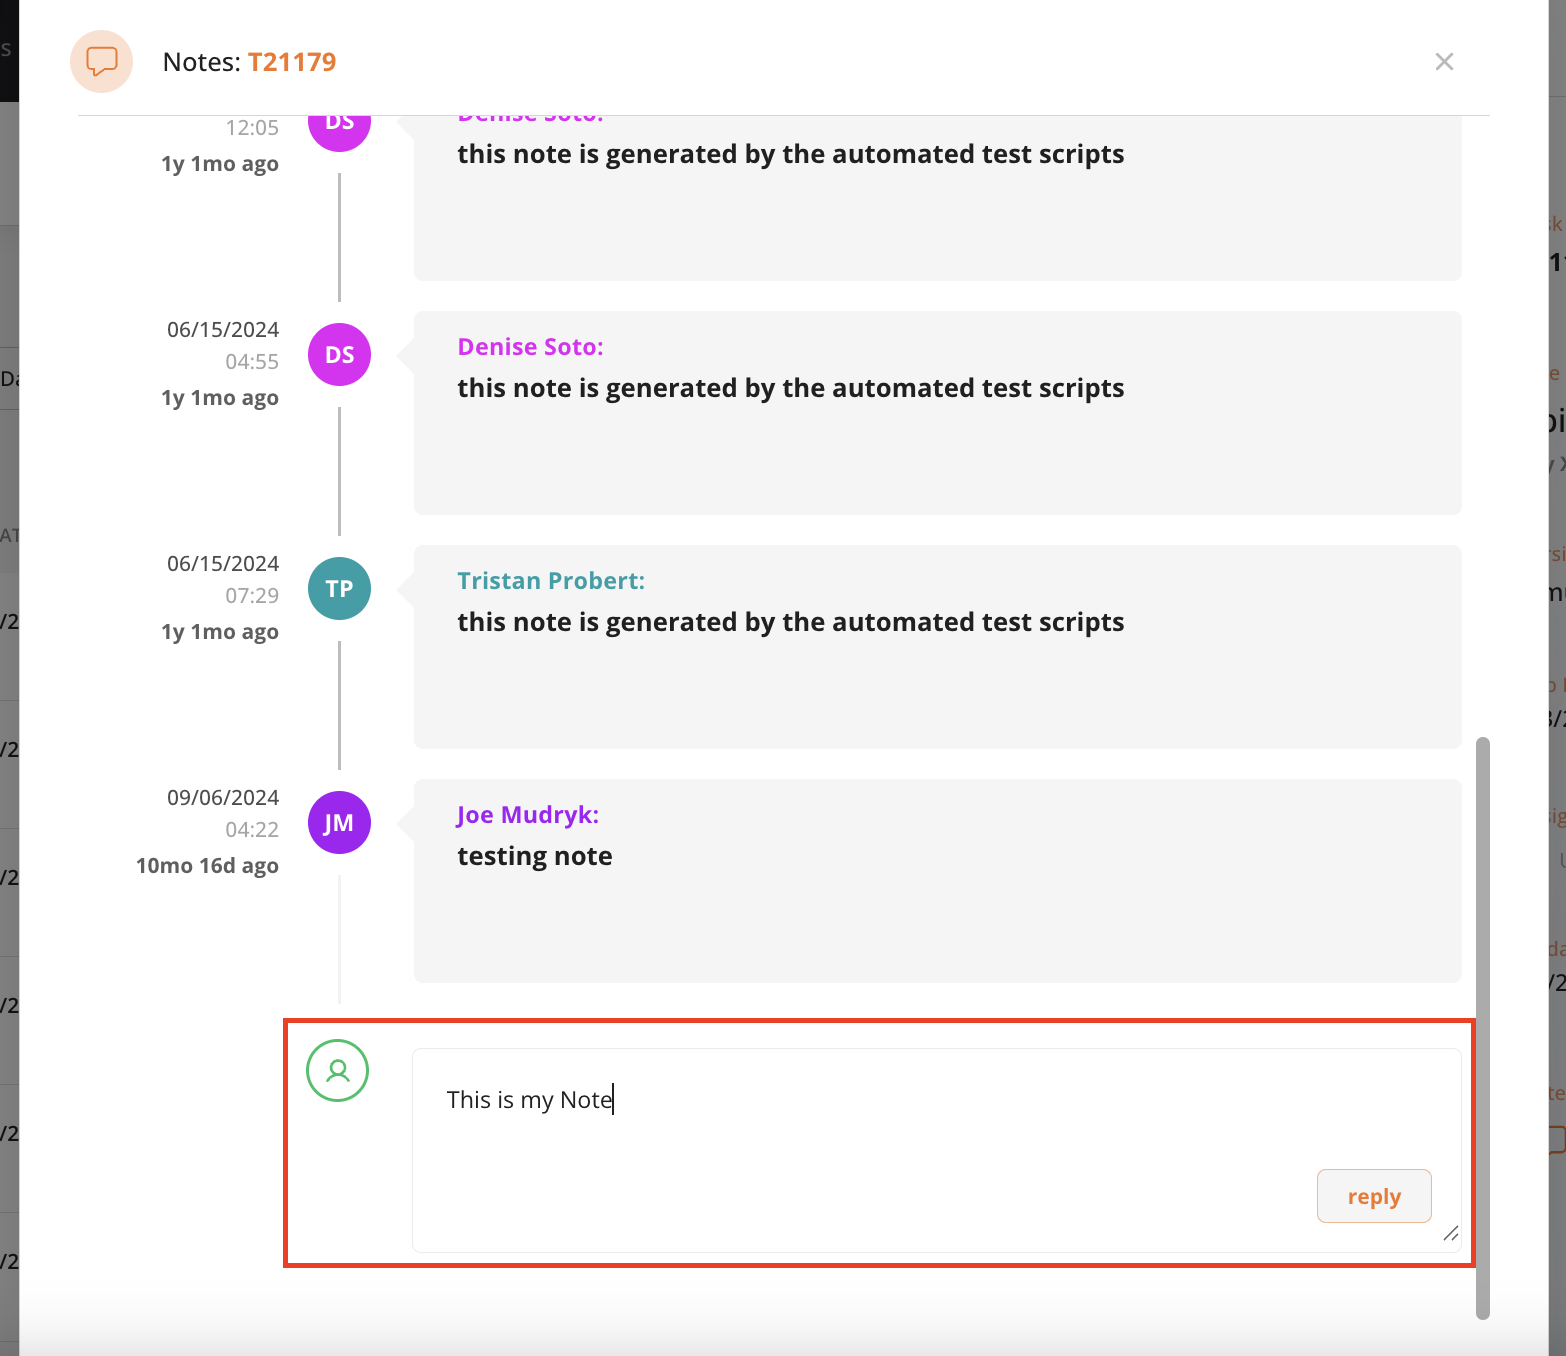 Notes: T21179
12:05
1y 1mo ago
DS
Denise Soto:
this note is generated by the automated test scripts
06/15/2024
04:55
1y 1mo ago
DS
Denise Soto:
this note is generated by the automated test scripts
06/15/2024
07:29
1y 1mo ago
TP
Tristan Probert:
this note is generated by the automated test scripts
09/06/2024
04:22
10mo 16d ago
JM
Joe Mudryk:
testing note
This is my Note
reply